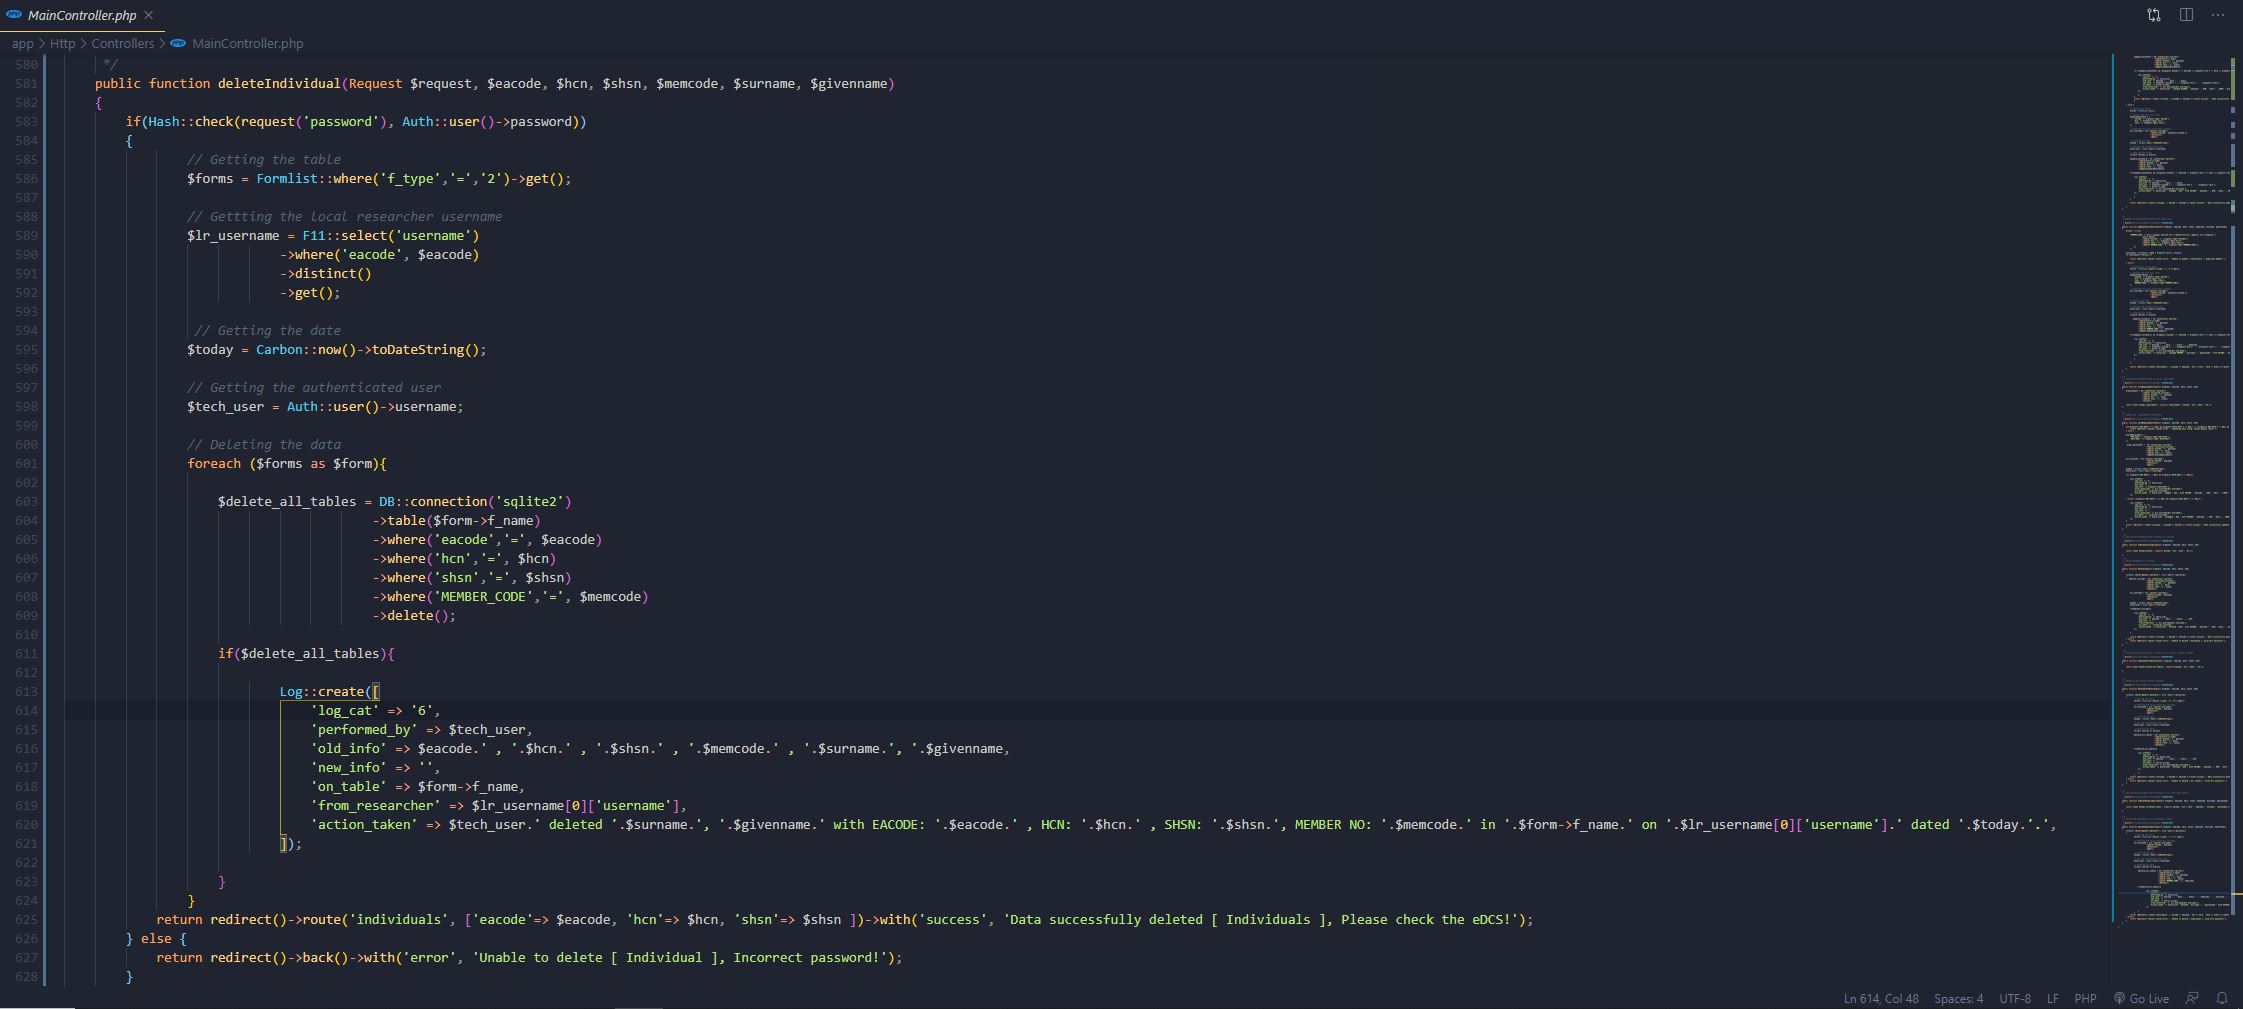 MainController.php
app > Http > Controllers > MainController.php
580 */
581 public function deleteIndividual(Request $request, $eacode, $hcn, $shsn, $memcode, $surname, $givenname)
582 {
583 if(Hash::check(request('password'), Auth::user()->password))
584 {
585 // Getting the table
586 $forms = Formlist::where('f_type','=','2')->get();
587
588 // Gettting the local researcher username
589 $lr_username = F11::select('username')
590 ->where('eacode', $eacode)
591 ->distinct()
592 ->get();
593
594 // Getting the date
595 $today = Carbon::now()->toDateString();
596
597 // Getting the authenticated user
598 $tech_user = Auth::user()->username;
599
600 // Deleting the data
601 foreach ($forms as $form){
602
603 $delete_all_tables = DB::connection('sqlite2')
604 ->table($form->f_name)
605 ->where('eacode','=', $eacode)
606 ->where('hcn','=', $hcn)
607 ->where('shsn','=', $shsn)
608 ->where('MEMBER_CODE','=', $memcode)
609 ->delete();
610
611 if($delete_all_tables){
612
613 Log::create([
614 'log_cat' => '6',
615 'performed_by' => $tech_user,
616 'old_info' => $eacode.' , '.$hcn.' , '.$shsn.' , '.$memcode.' , '.$surname.', '.$givenname,
617 'new_info' => '',
618 'on_table' => $form->f_name,
619 'from_researcher' => $lr_username[0]['username'],
620 'action_taken' => $tech_user.' deleted '.$surname.', '.$givenname.' with EACODE: '.$eacode.' , HCN: '.$hcn.' , SHSN: '.$shsn.', MEMBER NO: '.$memcode.' in '.$form->f_name.' on '.$lr_username[0]['username'].' dated '.$today.'.',
621 ]);
622
623 }
624 }
625 return redirect()->route('individuals', ['eacode'=> $eacode, 'hcn'=> $hcn, 'shsn'=> $shsn ])->with('success', 'Data successfully deleted [ Individuals ], Please check the eDCS!');
626 } else {
627 return redirect()->back()->with('error', 'Unable to delete [ Individual ], Incorrect password!');
628 }
Ln 614, Col 48 Spaces: 4 UTF-8 LF PHP Go Live